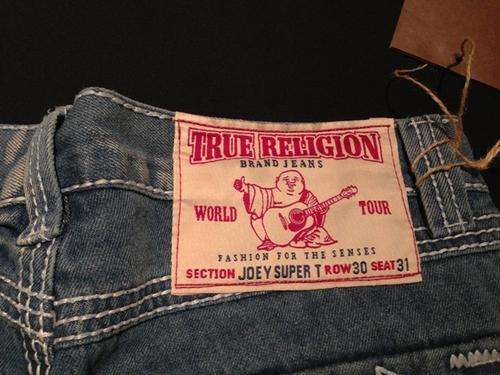 TRUE RELIGION
BRAND JEANS
WORLD TOUR
FASHION FOR THE SENSES
SECTION JOEY SUPER T ROW 30 SEAT 31